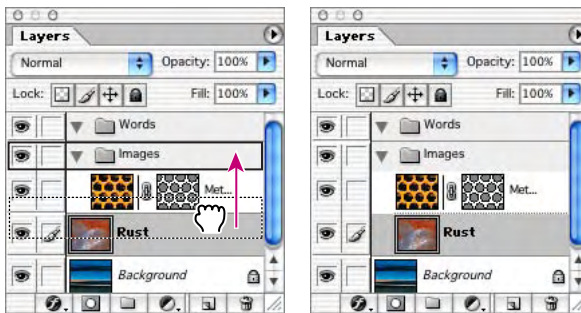 Layers
Normal Opacity: 100%
Lock: Fill: 100%
Words
Images
Met...
Rust
Background
Layers
Normal Opacity: 100%
Lock: Fill: 100%
Words
Images
Met...
Rust
Background